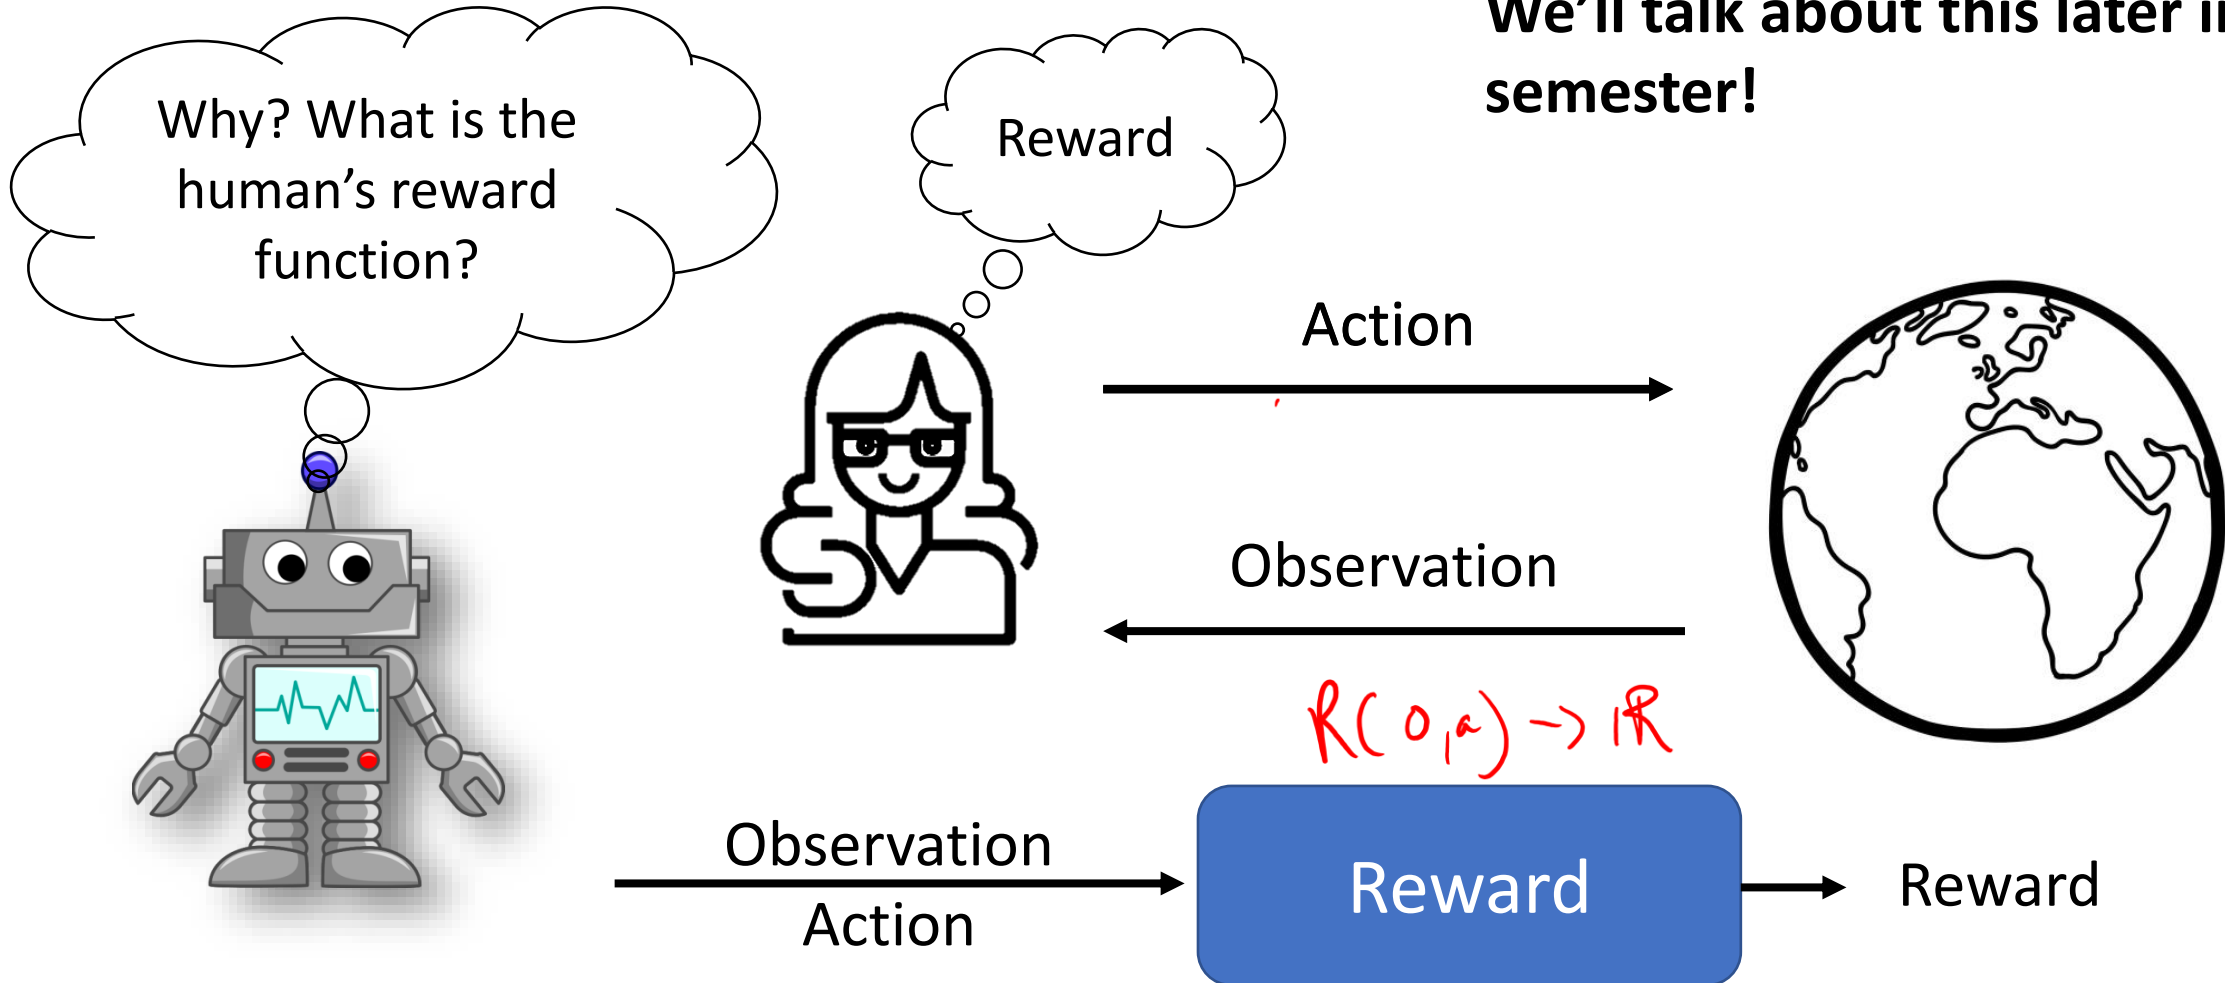 We'll talk about this later in
semester!
Why? What is the
human's reward
function?
Reward
Action
Observation
R(o,a) -> ℝ
Observation
Action
Reward
Reward